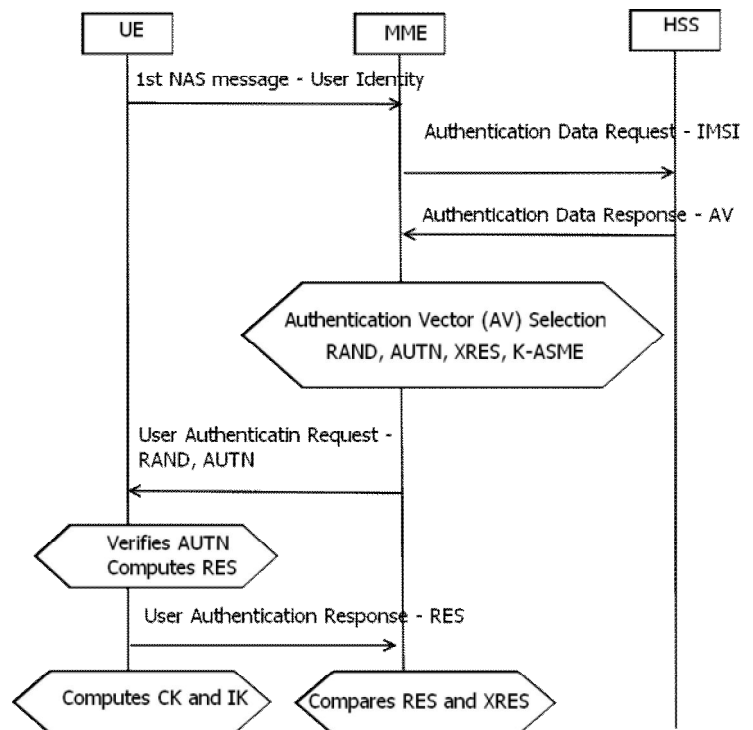 UE
MME
HSS
1st NAS message - User Identity
Authentication Data Request - IMSI
Authentication Data Response - AV
Authentication Vector (AV) Selection
RAND, AUTN, XRES, K-ASME
User Authenticatin Request -
RAND, AUTN
Verifies AUTN
Computes RES
User Authentication Response - RES
Computes CK and IK
Compares RES and XRES